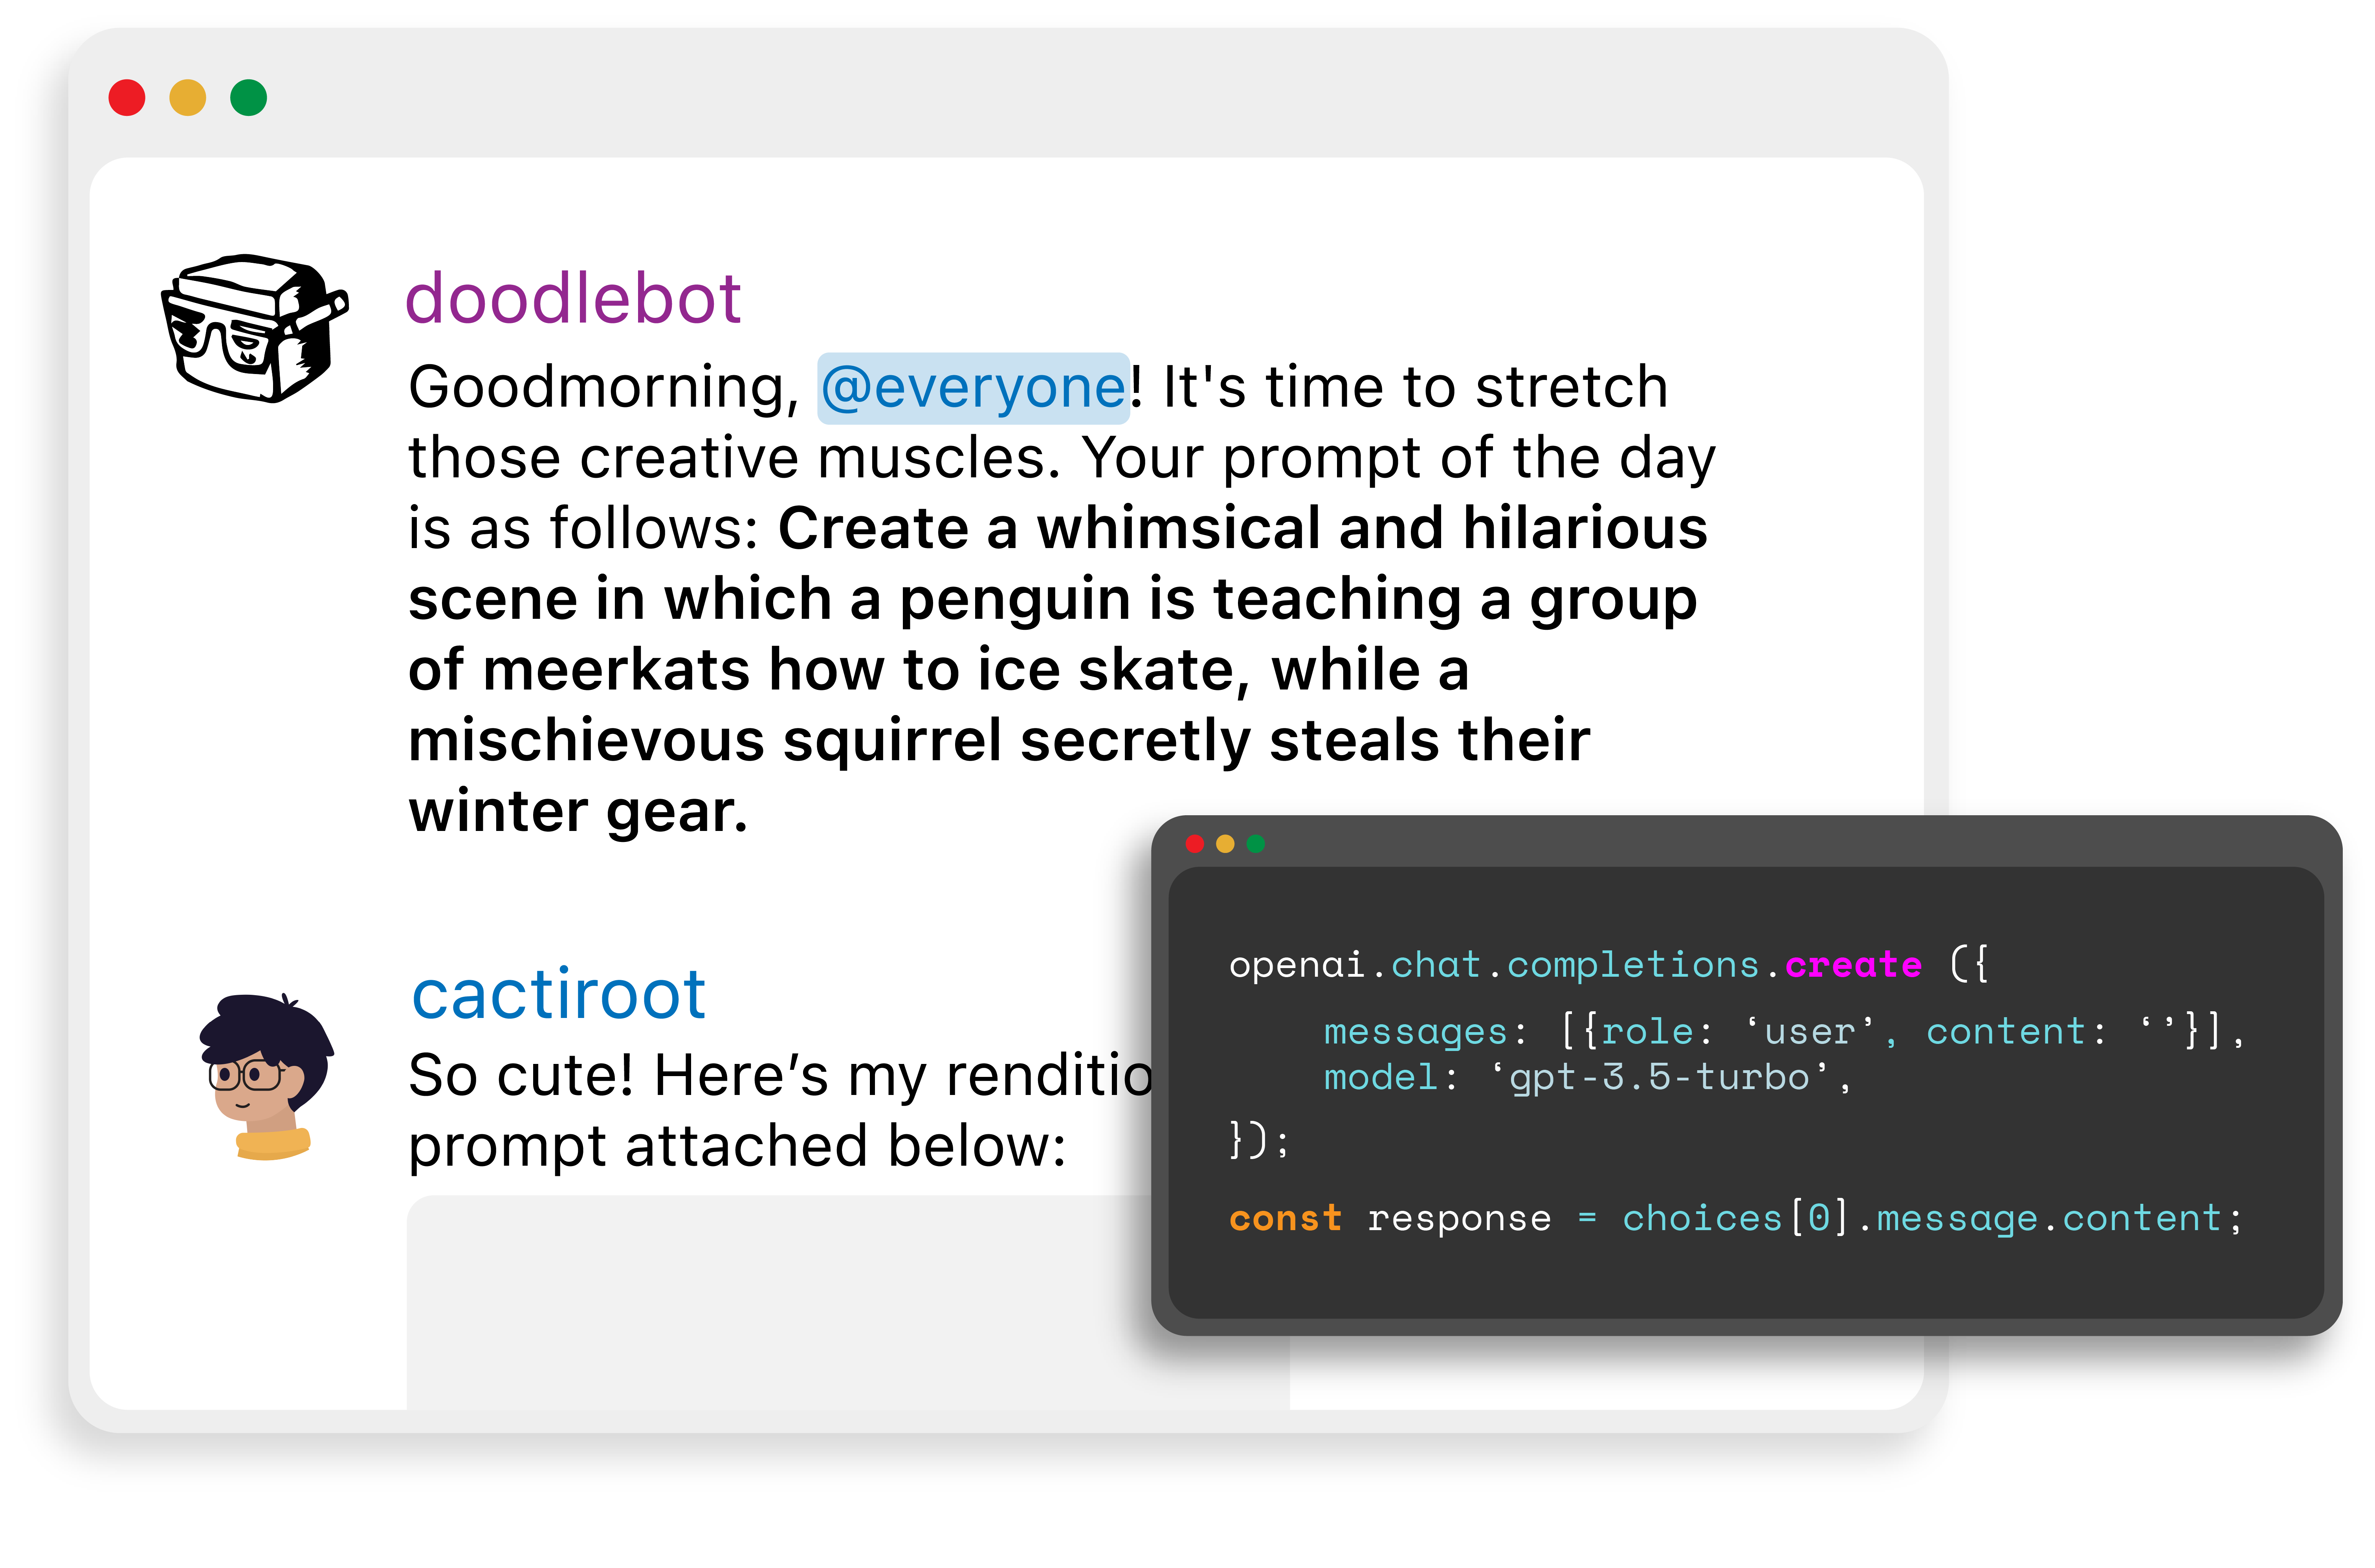 doodlebot
Goodmorning, @everyone! It's time to stretch
those creative muscles. Your prompt of the day
is as follows: Create a whimsical and hilarious
scene in which a penguin is teaching a group
of meerkats how to ice skate, while a
mischievous squirrel secretly steals their
winter gear.
cactiroot
So cute! Here’s my renditio
prompt attached below:
openai.chat.completions.create ({
messages: [{role: ‘user’, content: ‘’}],
model: ‘gpt-3.5-turbo’,
});
const response = choices[0].message.content;